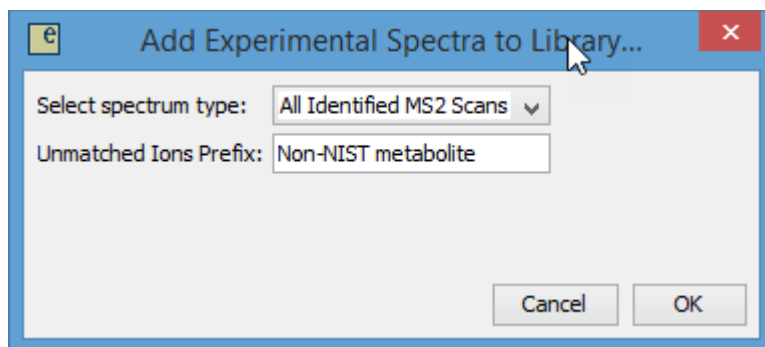 e
Add Experimental Spectra to Library...
Select spectrum type: All Identified MS2 Scans
Unmatched Ions Prefix: Non-NIST metabolite
Cancel OK